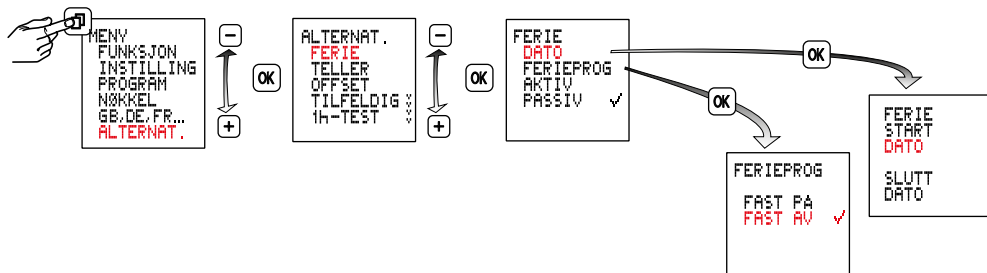 MENY
FUNKSJON
INSTILLING
PROGRAM
NØKKEL
GB,DE,FR...
ALTERNAT.
−
OK
+
ALTERNAT.
FERIE
TELLER
OFFSET
TILFELDIG
1h-TEST
−
OK
+
FERIE
DATO
FERIEPROG
AKTIV
PASSIV ✓
OK
OK
FERIEPROG
FAST PA
FAST AV ✓
FERIE
START
DATO
SLUTT
DATO